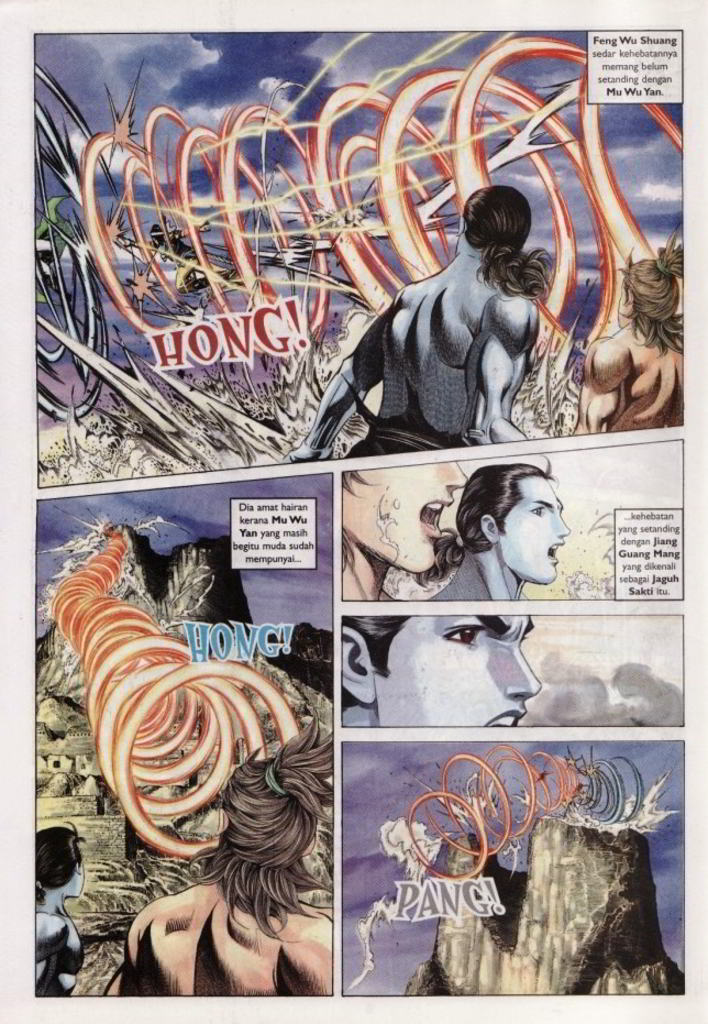 Feng Wu Shuang
sedar kehebatannya
memang belum
setanding dengan
Mu Wu Yan.
HONG!
Dia amat hairan
kerana Mu Wu
Yan yang masih
begitu muda sudah
mempunyai...
HONG!
...kehebatan
yang setanding
dengan Jiang
Guang Mang
yang dikenali
sebagai Jaguh
Sakti itu.
PANG!